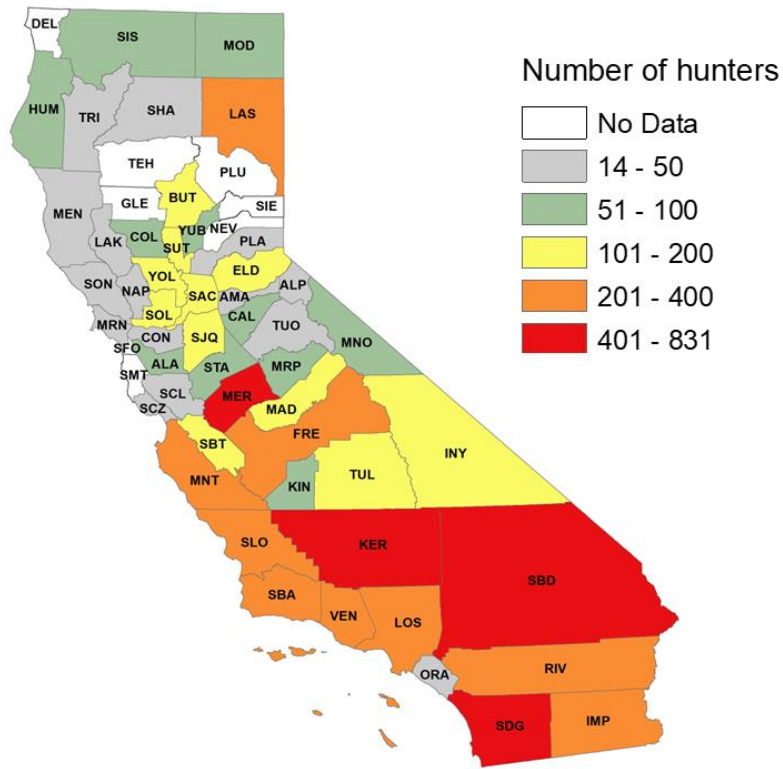 DEL
SIS
MOD
Number of hunters
HUM
TRI
SHA
LAS
No Data
14 - 50
51 - 100
101 - 200
201 - 400
401 - 831
TEH
PLU
BUT
GLE
SIE
MEN
COL
YUB
NEV
SUT
LAK
PLA
YOL
ELD
SON
NAP
SAC
ALP
AMA
SOL
CAL
MRN
CON
SJQ
TUO
MNO
SFO
ALA
STA
MRP
SMT
SCL
MER
SCZ
MAD
FRE
SBT
INY
MNT
KIN
TUL
SLO
KER
SBD
SBA
VEN
LOS
ORA
RIV
SDG
IMP